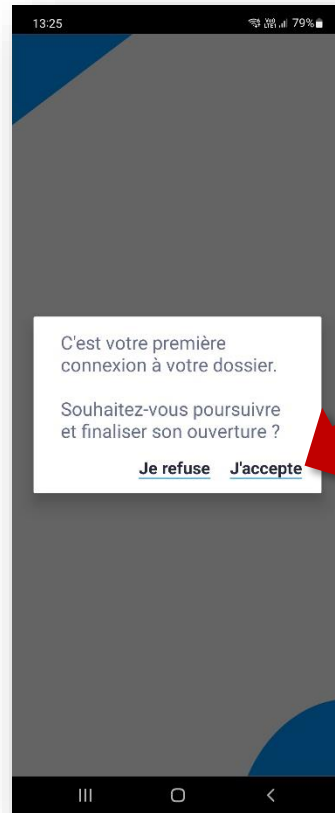 13:25 79%
C'est votre première
connexion à votre dossier.
Souhaitez-vous poursuivre
et finaliser son ouverture ?
Je refuse J'accepte